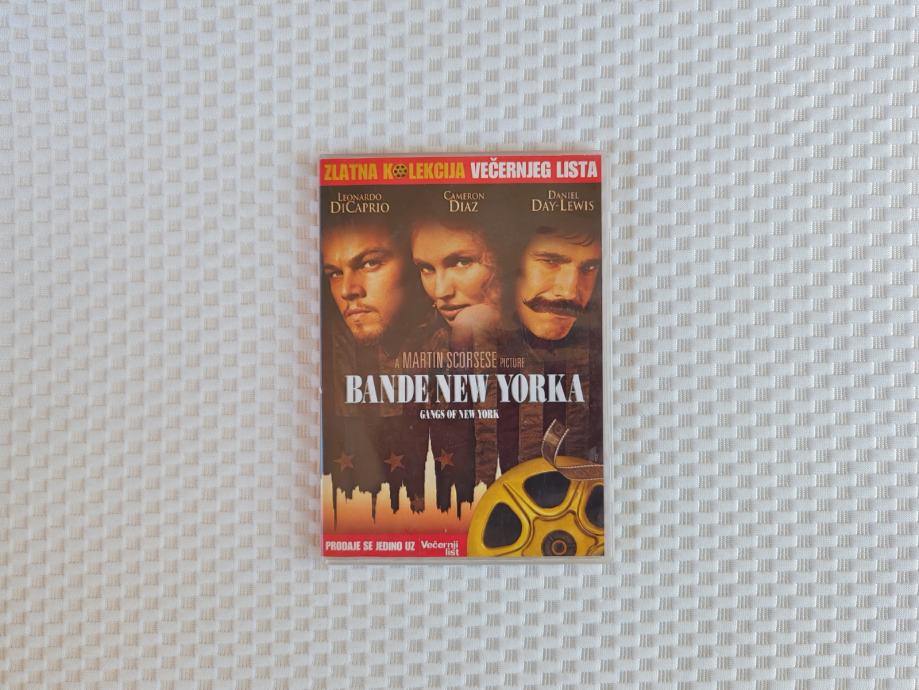 ZLATNA KOLEKCIJA VEČERNJEG LISTA
LEONARDO DICAPRIO
CAMERON DIAZ
DANIEL DAY-LEWIS
A MARTIN SCORSESE PICTURE
BANDE NEW YORKA
GANGS OF NEW YORK
PRODAJE SE JEDINO UZ Večernji list